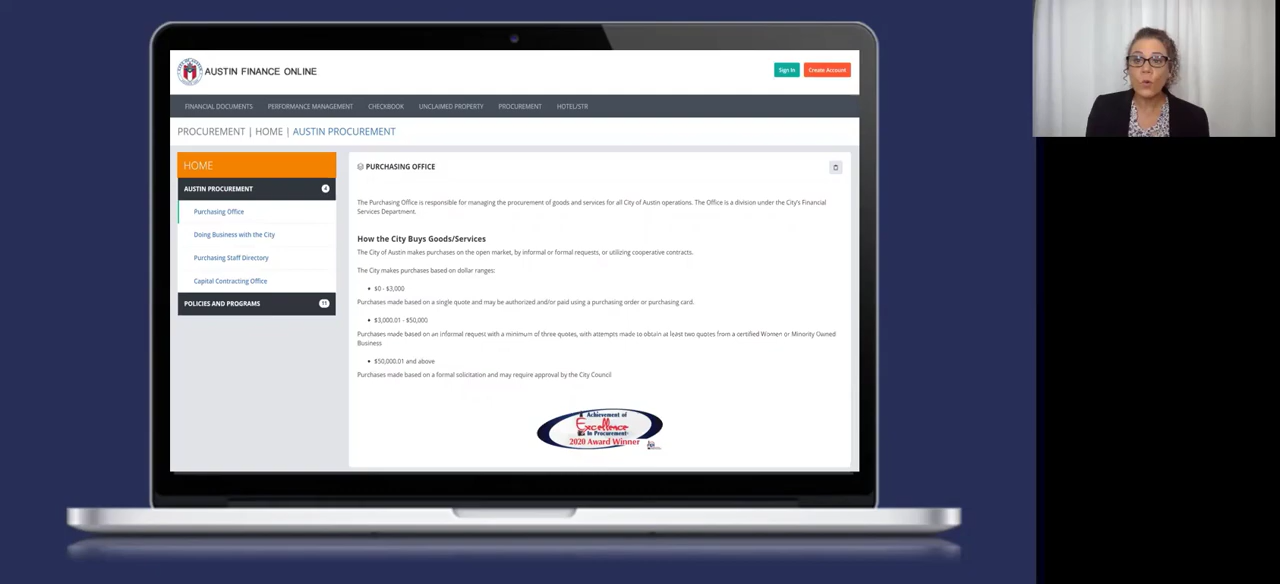 AUSTIN FINANCE ONLINE
Sign In
Create Account
FINANCIAL DOCUMENTS
PERFORMANCE MANAGEMENT
CHECKBOOK
UNCLAIMED PROPERTY
PROCUREMENT
HOTEL/STR
PROCUREMENT | HOME | AUSTIN PROCUREMENT
HOME
AUSTIN PROCUREMENT 4
Purchasing Office
Doing Business with the City
Purchasing Staff Directory
Capital Contracting Office
POLICIES AND PROGRAMS 11
PURCHASING OFFICE
The Purchasing Office is responsible for managing the procurement of goods and services for all City of Austin operations. The Office is a division under the City's Financial
Services Department.
How the City Buys Goods/Services
The City of Austin makes purchases on the open market, by informal or formal requests, or utilizing cooperative contracts.
The City makes purchases based on dollar ranges:
• $0 - $3,000
Purchases made based on a single quote and may be authorized and/or paid using a purchasing order or purchasing card.
• $3,000.01 - $50,000
Purchases made based on an informal request with a minimum of three quotes, with attempts made to obtain at least two quotes from a certified Women or Minority Owned
Business
• $50,000.01 and above
Purchases made based on a formal solicitation and may require approval by the City Council
Achievement of
Excellence
in Procurement
2020 Award Winner